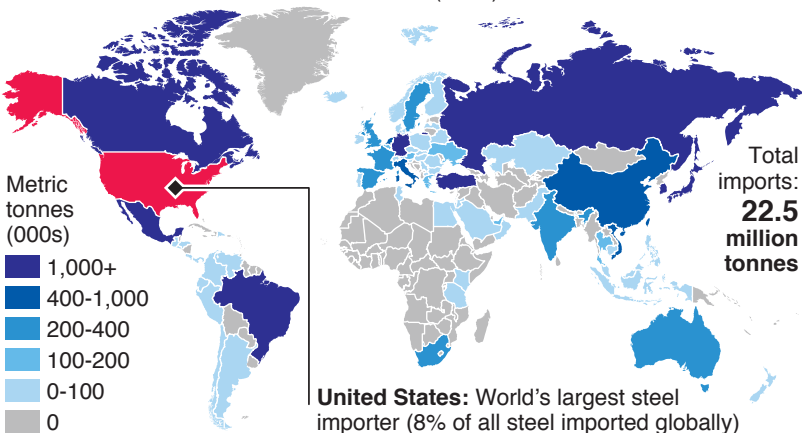 Total
imports:
22.5
million
tonnes
Metric
tonnes
(000s)
1,000+
400-1,000
200-400
100-200
0-100
0
United States: World's largest steel
importer (8% of all steel imported globally)